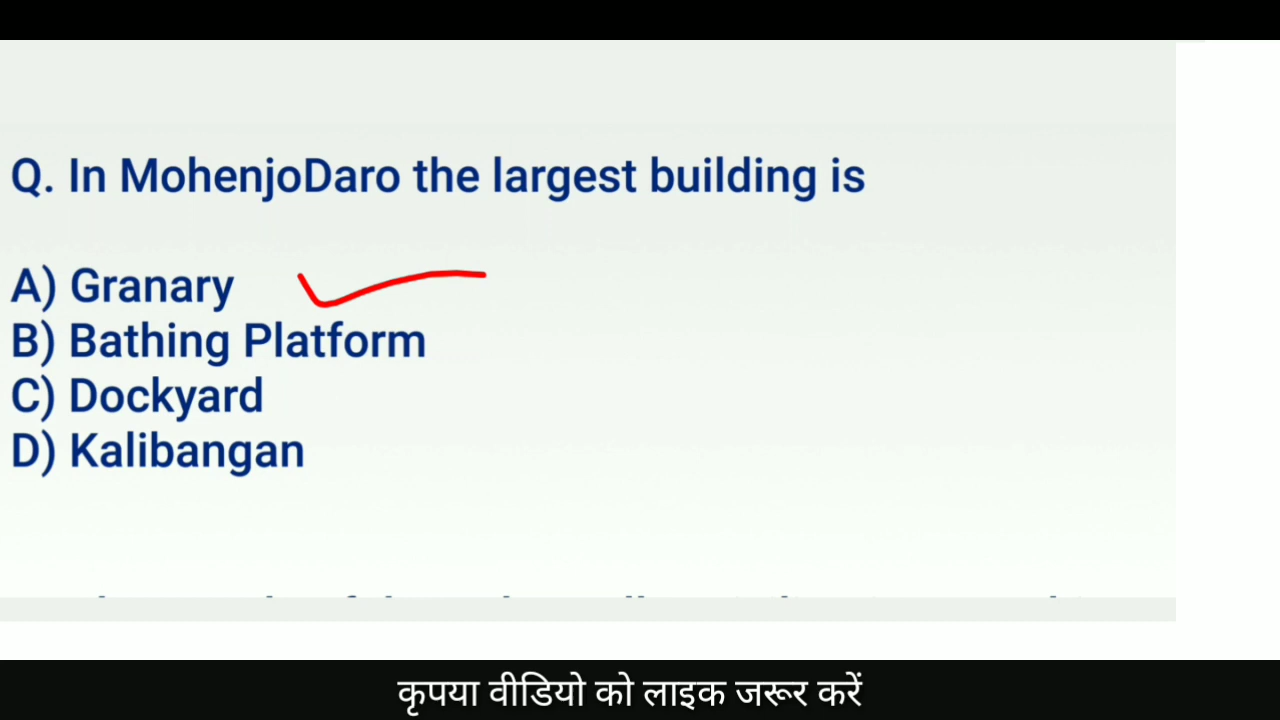 Q. In MohenjoDaro the largest building is
A) Granary
B) Bathing Platform
C) Dockyard
D) Kalibangan
कृपया वीडियो को लाइक जरूर करें